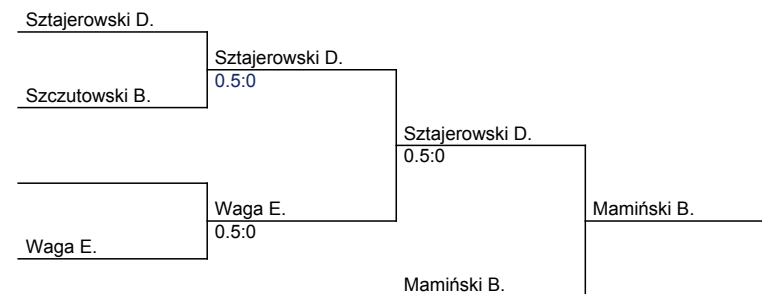 Sztajerowski D.
Sztajerowski D.
0.5:0
Szczutowski B.
Sztajerowski D.
0.5:0
Waga E.
0.5:0
Mamiński B.
Waga E.
Mamiński B.